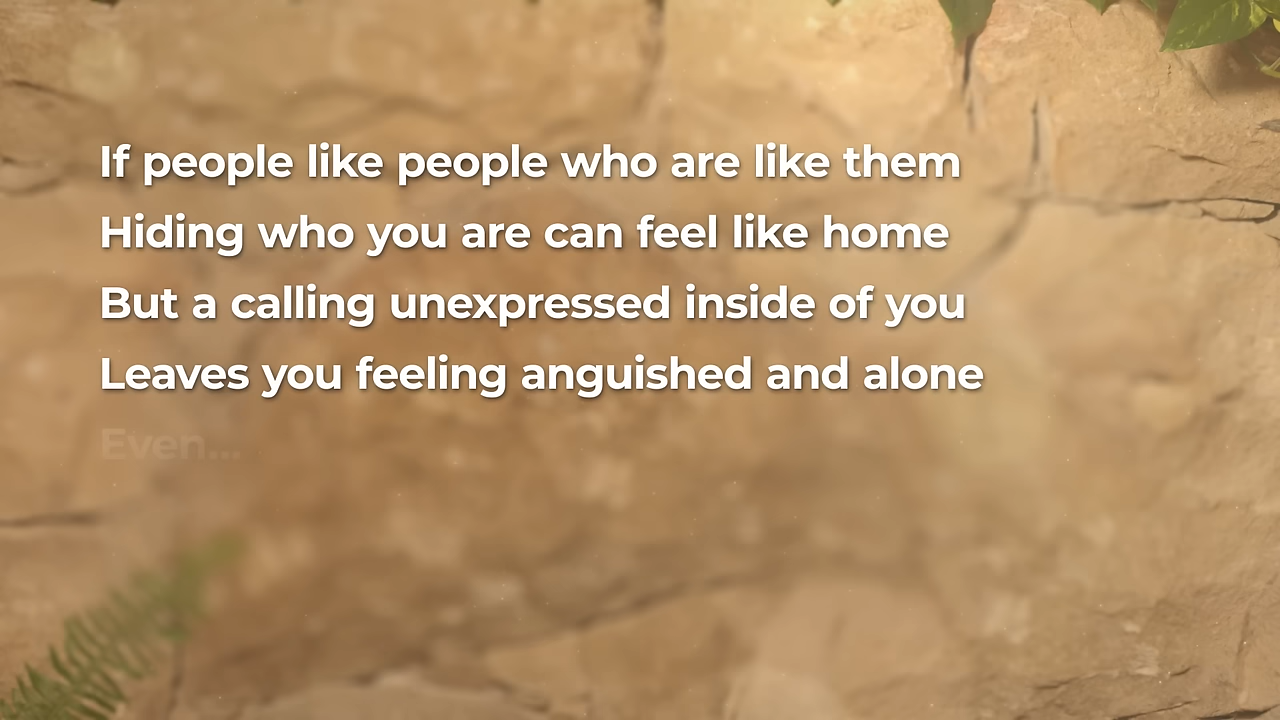 If people like people who are like them
Hiding who you are can feel like home
But a calling unexpressed inside of you
Leaves you feeling anguished and alone
Even...